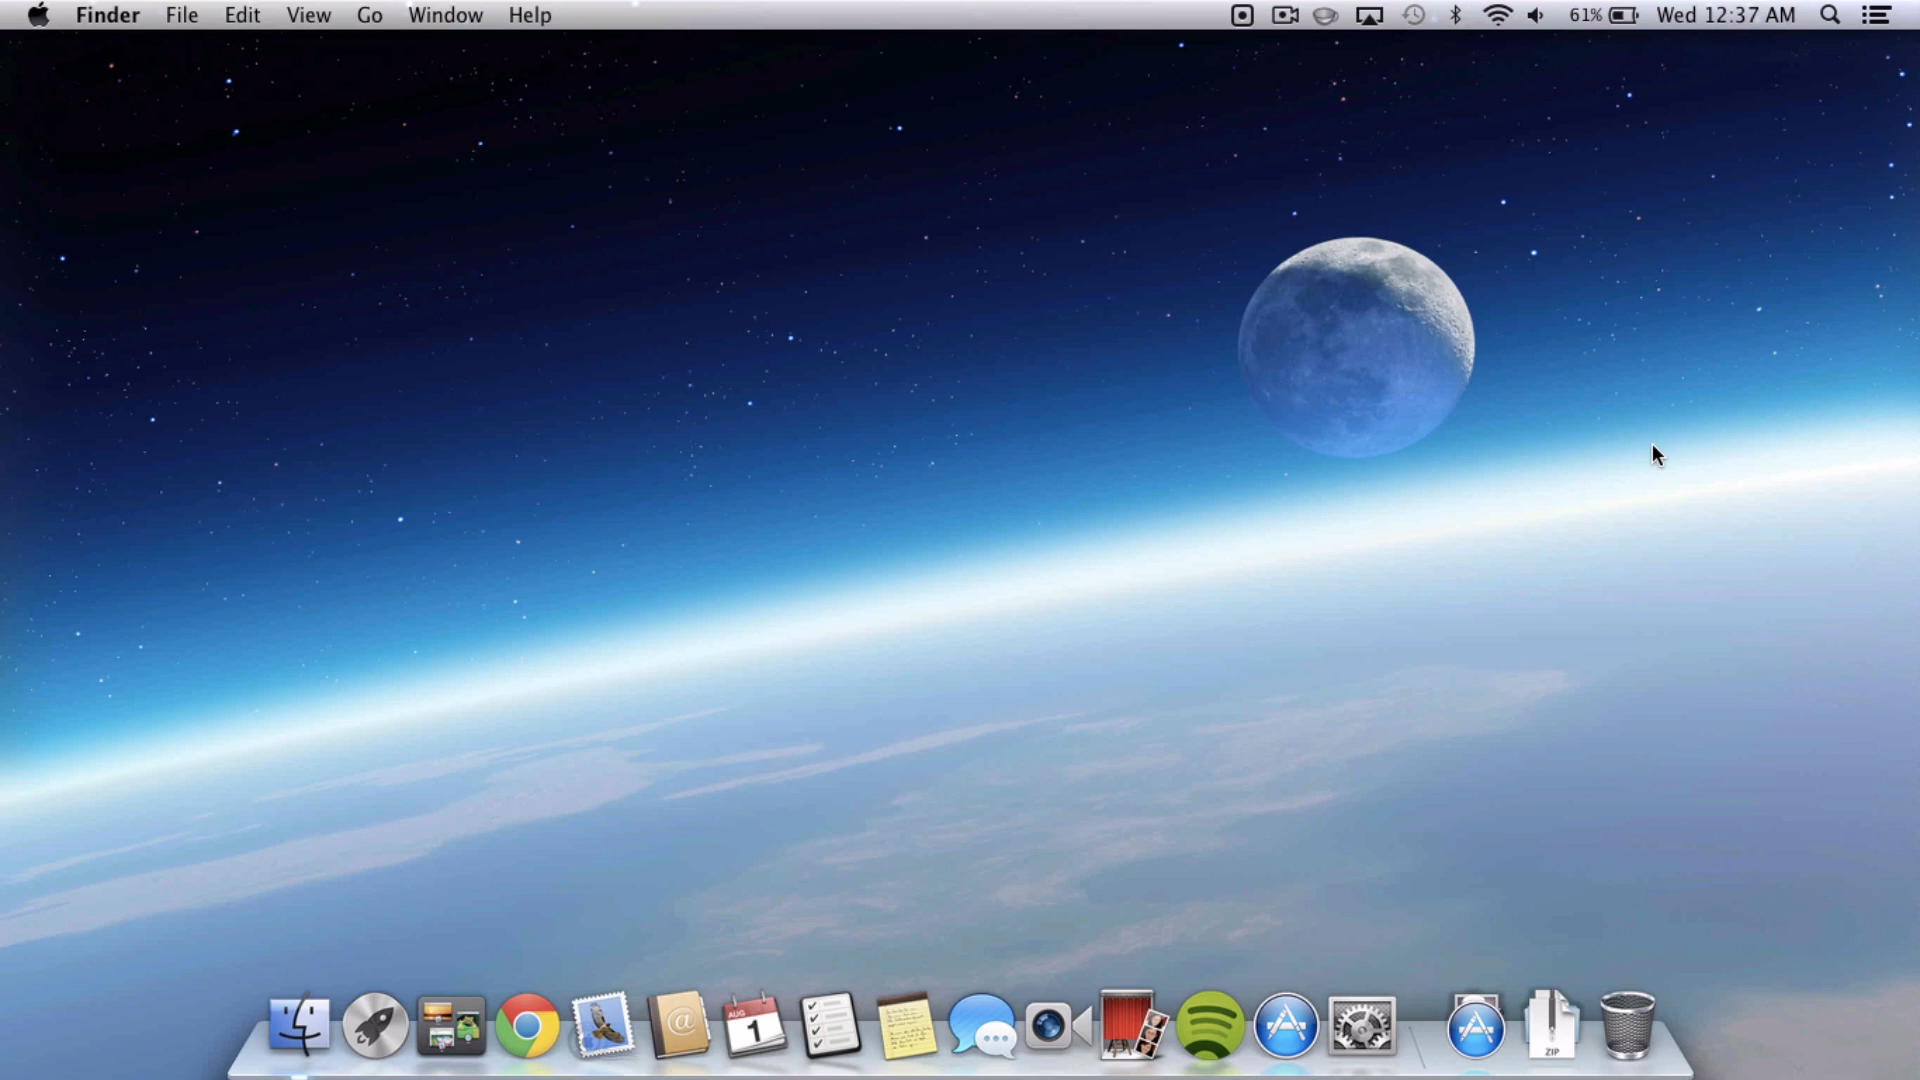 Finder File Edit View Go Window Help 61% Wed 12:37 AM
AUG
1
@
ZIP